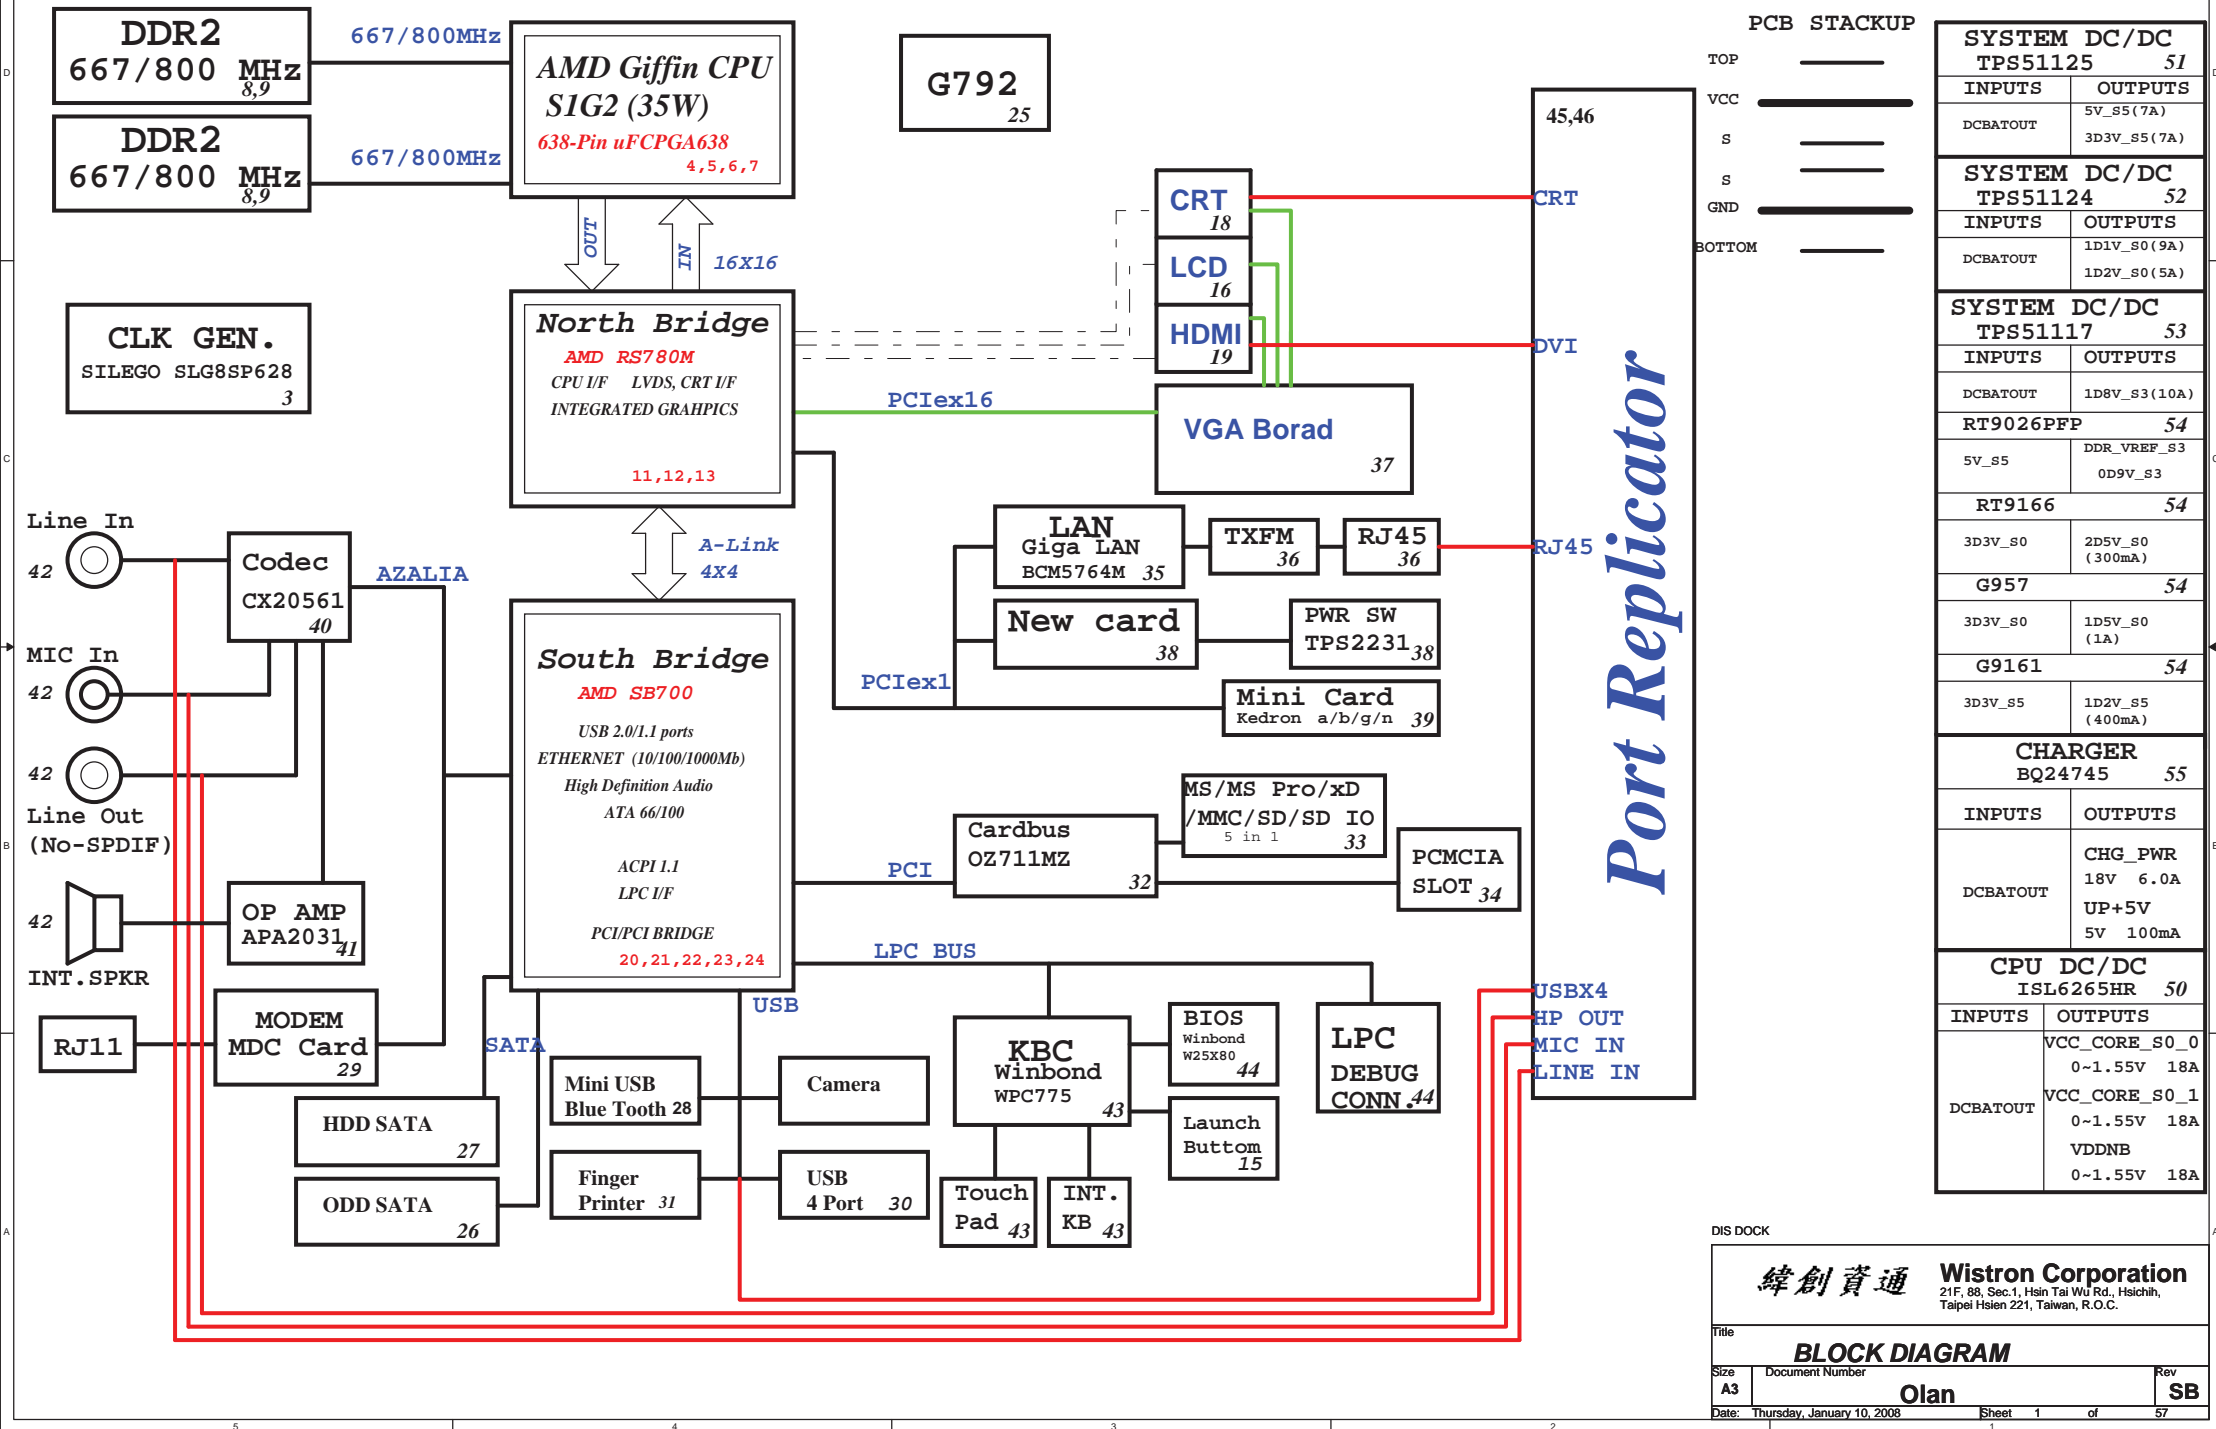 DDR2
667/800 MHz
8,9
667/800MHz
DDR2
667/800 MHz
8,9
667/800MHz
AMD Giffin CPU
S1G2 (35W)
638-Pin uFCPGA638
4,5,6,7
G792
25
OUT
IN
16X16
CLK GEN.
SILEGO SLG8SP628
3
North Bridge
AMD RS780M
CPU I/F LVDS, CRT I/F
INTEGRATED GRAHPICS
11,12,13
CRT
18
LCD
16
HDMI
19
PCIex16
VGA Borad
37
A-Link
4X4
Line In
42
Codec
CX20561
40
AZALIA
MIC In
42
42
Line Out
(No-SPDIF)
42
INT.SPKR
OP AMP
APA2031
41
RJ11
MODEM
MDC Card
29
South Bridge
AMD SB700
USB 2.0/1.1 ports
ETHERNET (10/100/1000Mb)
High Definition Audio
ATA 66/100
ACPI 1.1
LPC I/F
PCI/PCI BRIDGE
20,21,22,23,24
LAN
Giga LAN
BCM5764M 35
TXFM
36
RJ45
36
New card
38
PWR SW
TPS2231
38
PCIex1
Mini Card
Kedron a/b/g/n 39
PCI
Cardbus
OZ711MZ
32
MS/MS Pro/xD
/MMC/SD/SD IO
5 in 1
33
PCMCIA
SLOT 34
LPC BUS
USB
SATA
HDD SATA
27
ODD SATA
26
Mini USB
Blue Tooth 28
Camera
Finger
Printer 31
USB
4 Port 30
KBC
Winbond
WPC775
43
BIOS
Winbond
W25X80
44
Launch
Buttom
15
Touch
Pad 43
INT.
KB 43
LPC
DEBUG
CONN.
44
45,46
CRT
DVI
RJ45
Port Replicator
USBX4
HP OUT
MIC IN
LINE IN
PCB STACKUP
TOP
VCC
S
S
GND
BOTTOM
SYSTEM DC/DC
TPS51125 51
INPUTS OUTPUTS
DCBATOUT
5V_S5(7A)
3D3V_S5(7A)
SYSTEM DC/DC
TPS51124 52
INPUTS OUTPUTS
DCBATOUT
1D1V_S0(9A)
1D2V_S0(5A)
SYSTEM DC/DC
TPS51117 53
INPUTS OUTPUTS
DCBATOUT 1D8V_S3(10A)
RT9026PFP 54
5V_S5
DDR_VREF_S3
0D9V_S3
RT9166 54
3D3V_S0 2D5V_S0
(300mA)
G957 54
3D3V_S0 1D5V_S0
(1A)
G9161 54
3D3V_S5 1D2V_S5
(400mA)
CHARGER
BQ24745 55
INPUTS OUTPUTS
DCBATOUT
CHG_PWR
18V 6.0A
UP+5V
5V 100mA
CPU DC/DC
ISL6265HR 50
INPUTS OUTPUTS
DCBATOUT
VCC_CORE_S0_0
0~1.55V 18A
VCC_CORE_S0_1
0~1.55V 18A
VDDNB
0~1.55V 18A
DIS DOCK
緯創資通
Wistron Corporation
21F, 88, Sec.1, Hsin Tai Wu Rd., Hsichih,
Taipei Hsien 221, Taiwan, R.O.C.
Title
BLOCK DIAGRAM
Size
A3
Document Number
Olan
Rev
SB
Date: Thursday, January 10, 2008
Sheet 1 of 57
D
C
B
A
D
C
B
A
5
4
3
2
1